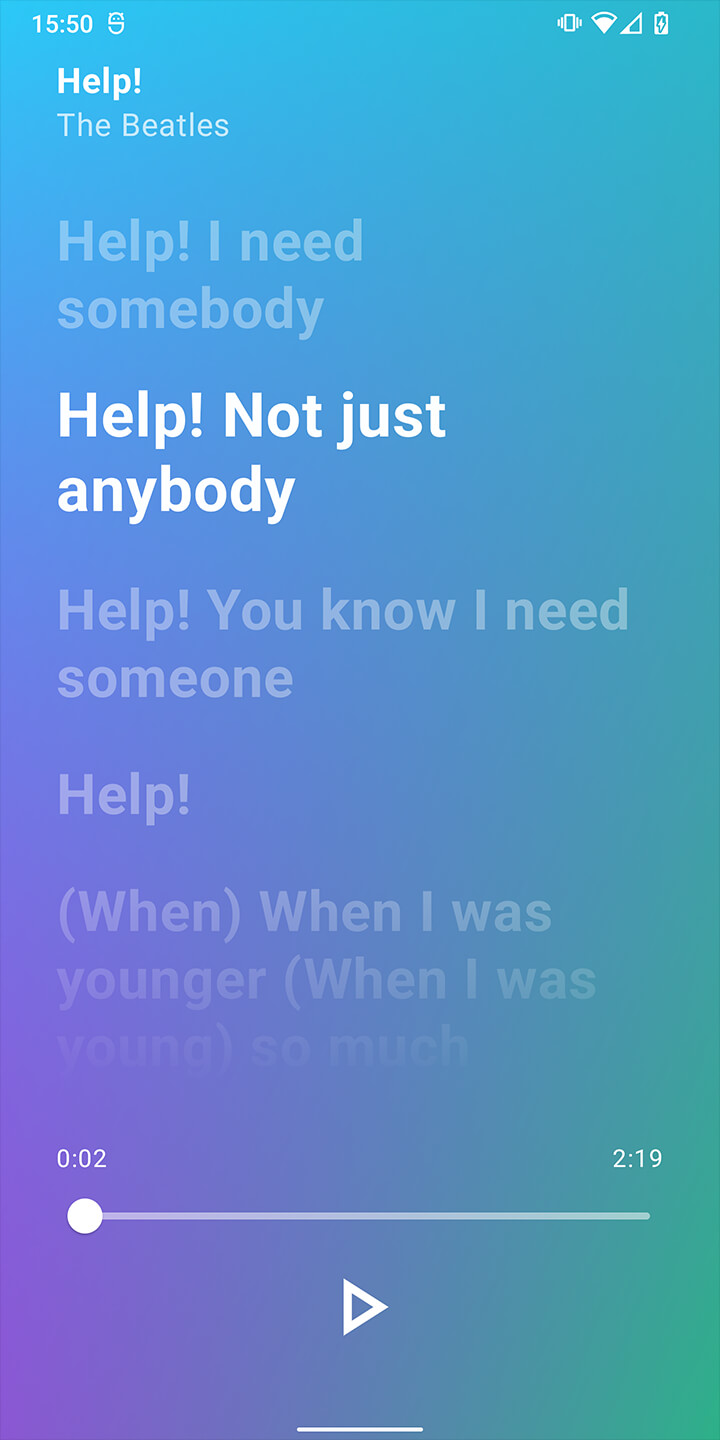 15:50
Help!
The Beatles
Help! I need
somebody
Help! Not just
anybody
Help! You know I need
someone
Help!
(When) When I was
younger (When I was
young) so much
0:02 2:19